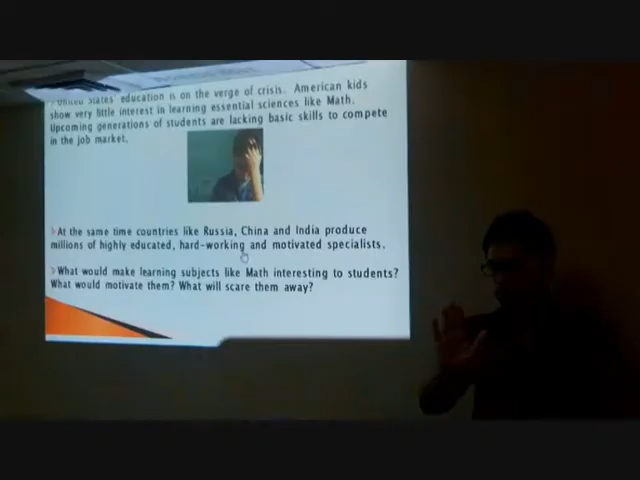 United States' education is on the verge of crisis. American kids
show very little interest in learning essential sciences like Math.
Upcoming generations of students are lacking basic skills to compete
in the job market.
At the same time countries like Russia, China and India produce
millions of highly educated, hard-working and motivated specialists.
What would make learning subjects like Math interesting to students?
What would motivate them? What will scare them away?